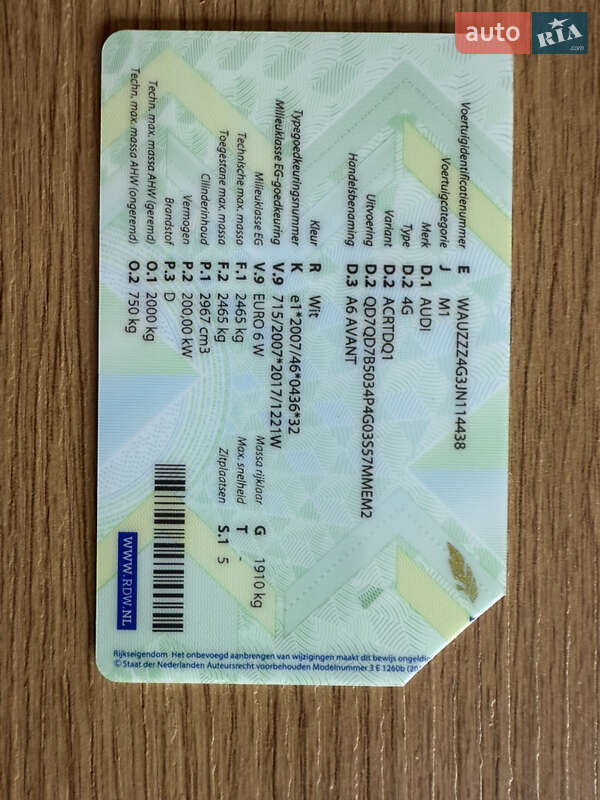 auto RIA .com
Voertuigidentificatienummer E WAUZZZ4G3JN114438
Voertuigcategorie J M1
Merk D.1 AUDI
Type D.2 4G
Variant D.2 ACRTDQ1
Uitvoering D.2 QD7QD7B5034P4G03S57MMEM2
Handelsbenaming D.3 A6 AVANT
Kleur R Wit
Typegoedkeuringsnummer K e1*2007/46*0436*32
Milieuklasse EG-goedkeuring V.9 715/2007*2017/1221W
Milieuklasse EG V.9 EURO 6 W Massa rijklaar G 1910 kg
Technische max. massa F.1 2465 kg Max. snelheid T -
Toegestane max. massa F.2 2465 kg Zitplaatsen S.1 5
Cilinderinhoud P.1 2967 cm3
Vermogen P.2 200,00 kW
Brandstof P.3 D
Techn. max. massa AHW (geremd) O.1 2000 kg
Techn. max. massa AHW (ongeremd) O.2 750 kg
WWW.RDW.NL
Rijkseigendom Het onbevoegd aanbrengen van wijzigingen maakt dit bewijs ongeldig
© Staat der Nederlanden Auteursrecht voorbehouden Modelnummer 3 E 1260b